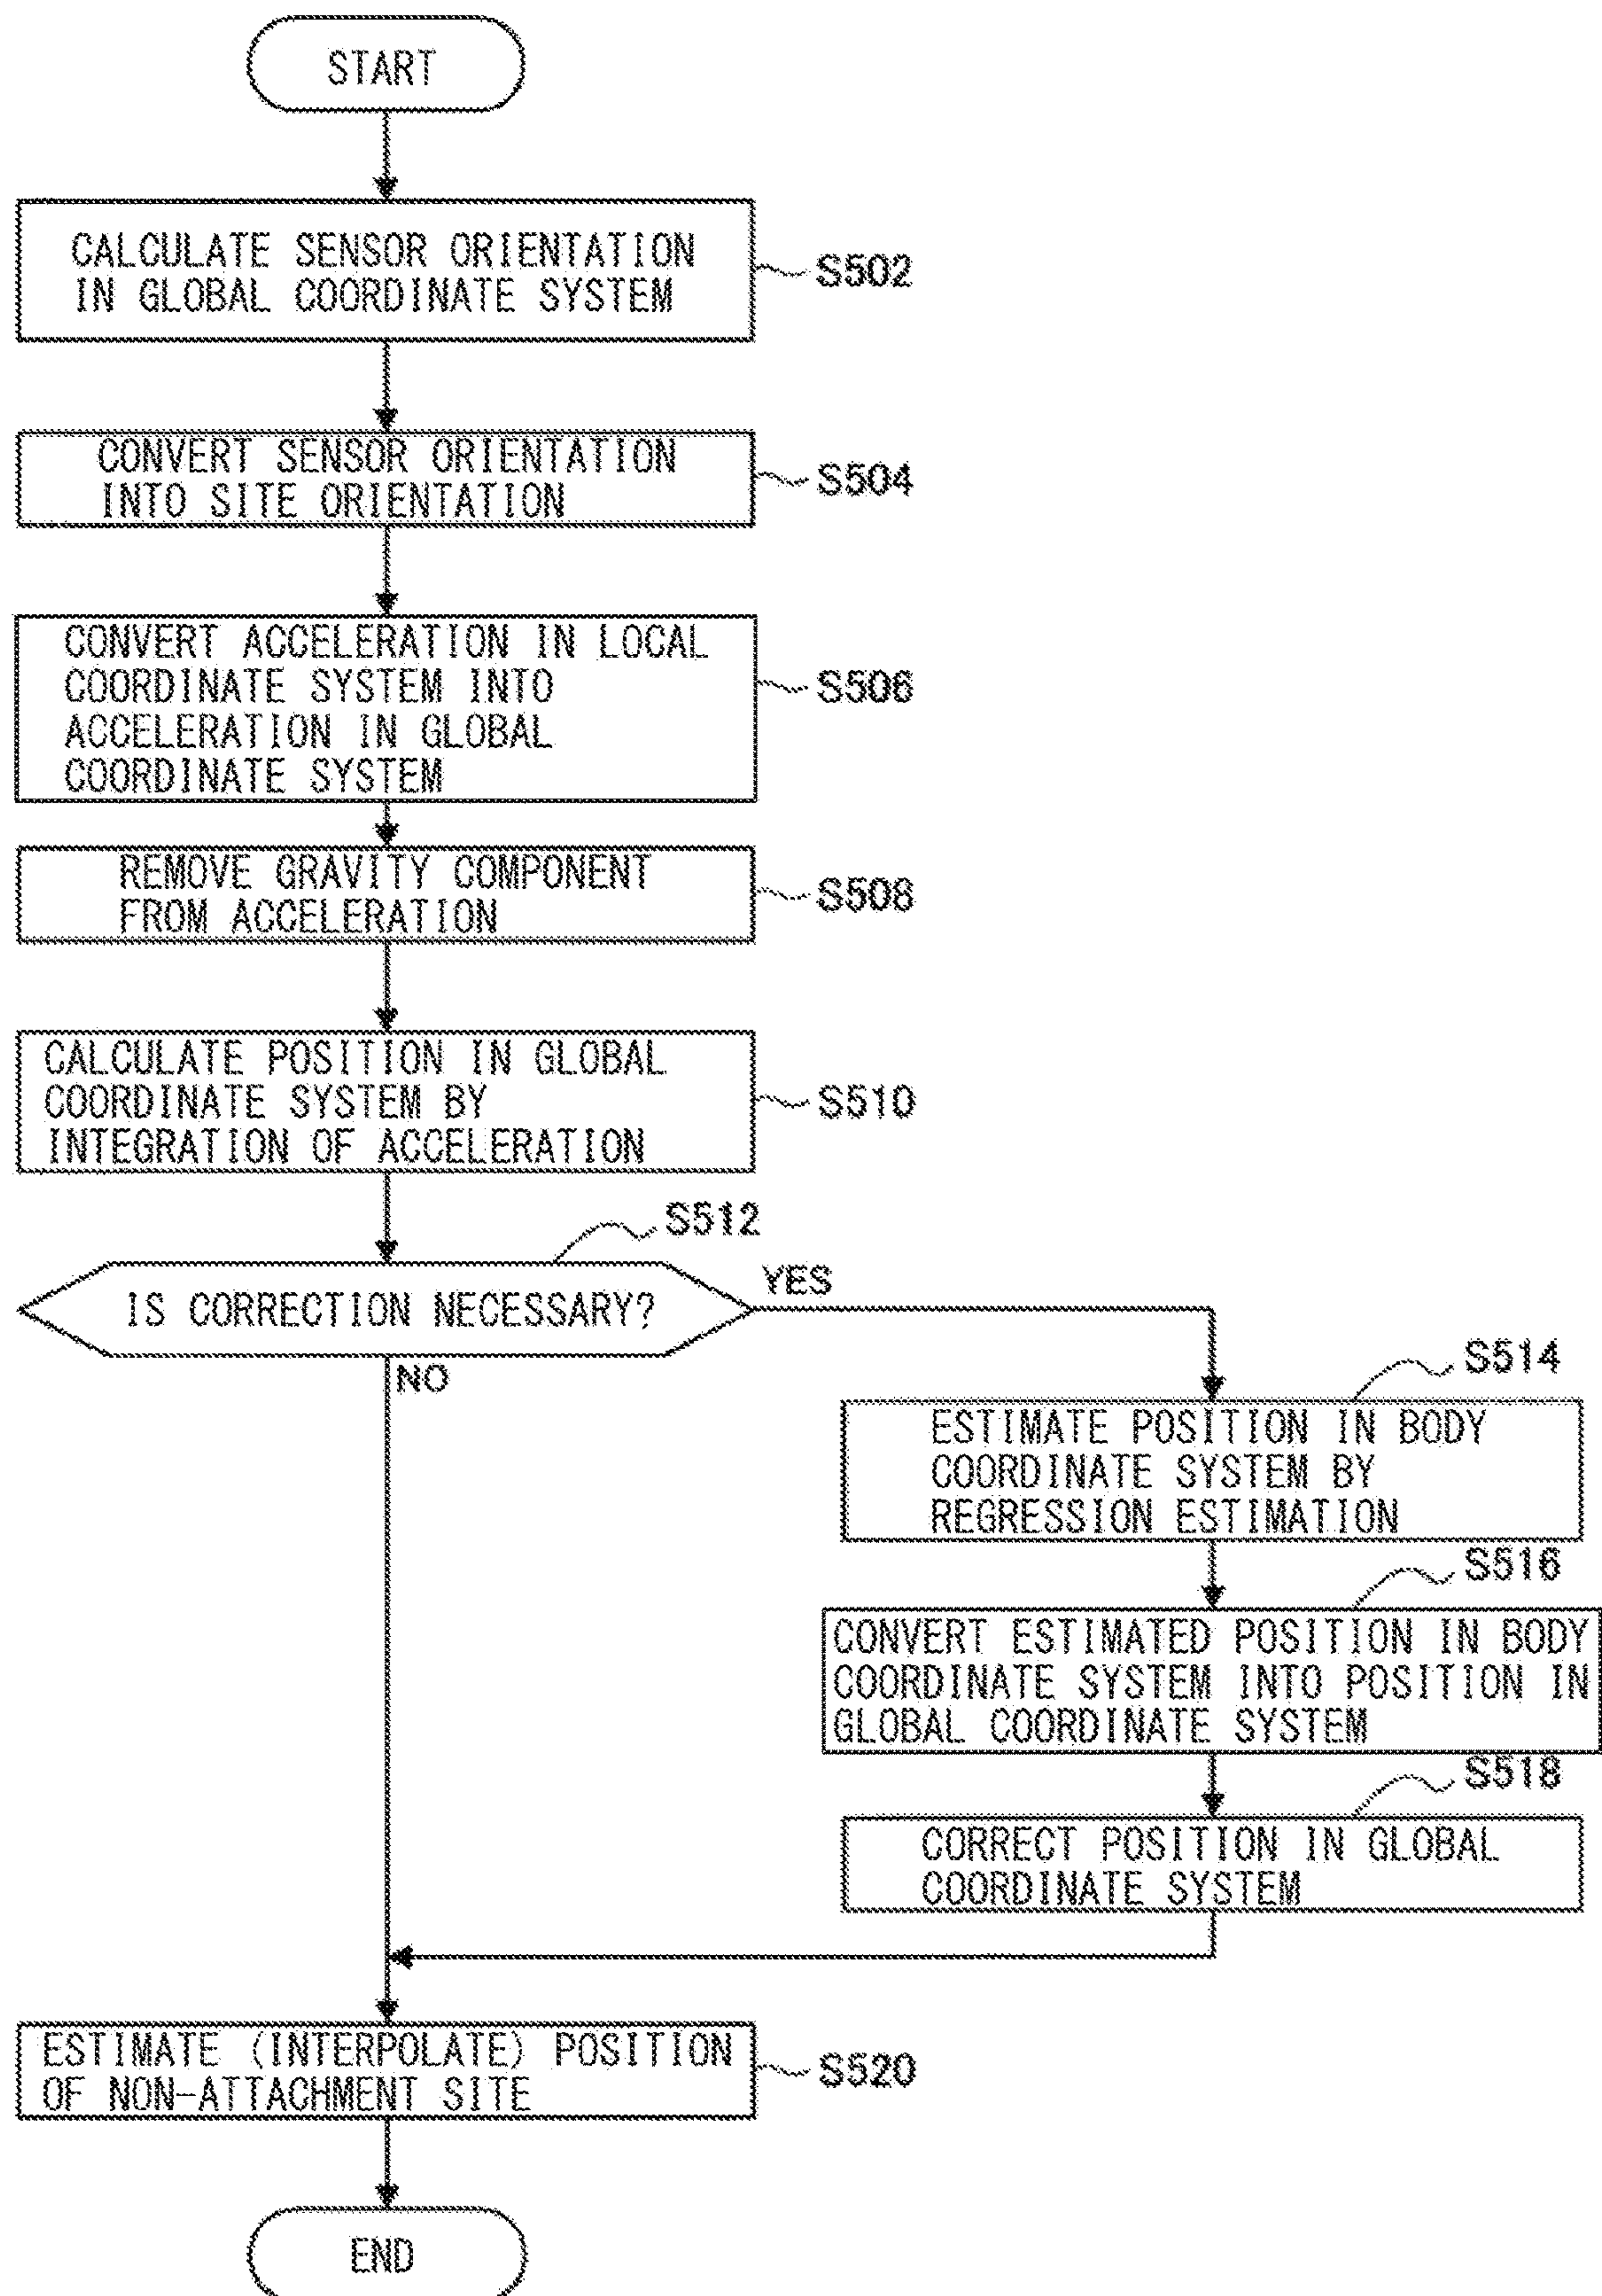 START
CALCULATE SENSOR ORIENTATION
IN GLOBAL COORDINATE SYSTEM
S502
CONVERT SENSOR ORIENTATION
INTO SITE ORIENTATION
S504
CONVERT ACCELERATION IN LOCAL
COORDINATE SYSTEM INTO
ACCELERATION IN GLOBAL
COORDINATE SYSTEM
S506
REMOVE GRAVITY COMPONENT
FROM ACCELERATION
S508
CALCULATE POSITION IN GLOBAL
COORDINATE SYSTEM BY
INTEGRATION OF ACCELERATION
S510
S512
IS CORRECTION NECESSARY?
YES
NO
S514
ESTIMATE POSITION IN BODY
COORDINATE SYSTEM BY
REGRESSION ESTIMATION
S516
CONVERT ESTIMATED POSITION IN BODY
COORDINATE SYSTEM INTO POSITION IN
GLOBAL COORDINATE SYSTEM
S518
CORRECT POSITION IN GLOBAL
COORDINATE SYSTEM
ESTIMATE (INTERPOLATE) POSITION
OF NON-ATTACHMENT SITE
S520
END